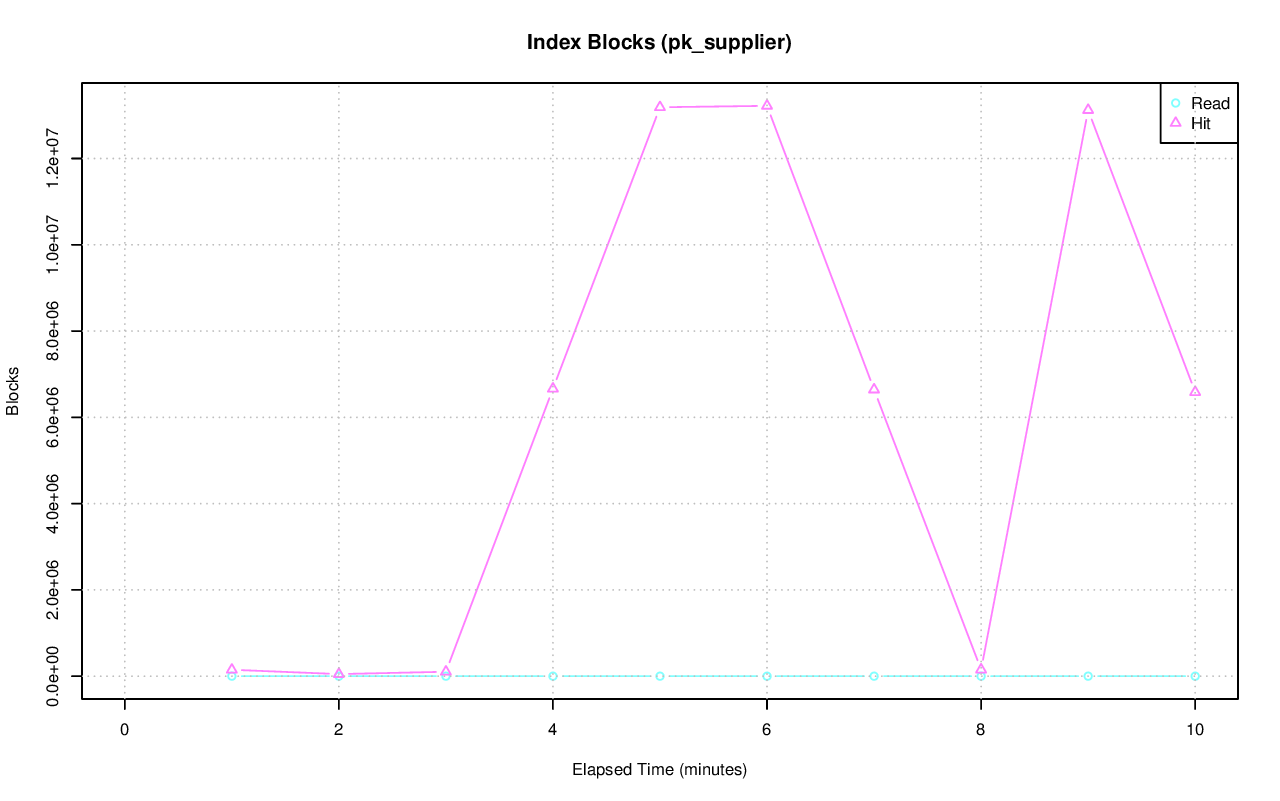 Index Blocks (pk_supplier)
Read
Hit
Blocks
1.2e+07
1.0e+07
8.0e+06
6.0e+06
4.0e+06
2.0e+06
0.0e+00
0 2 4 6 8 10
Elapsed Time (minutes)